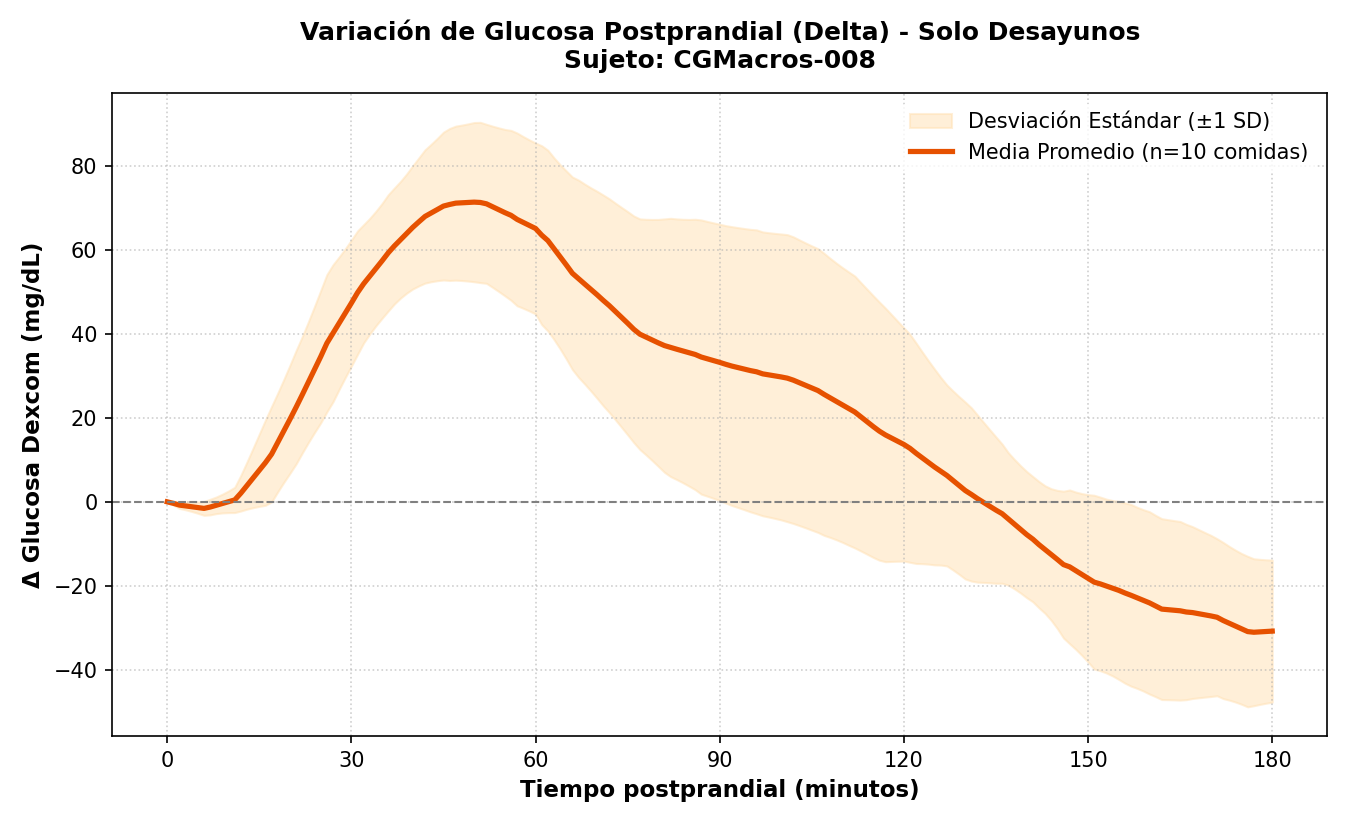 Variación de Glucosa Postprandial (Delta) - Solo Desayunos
Sujeto: CGMacros-008
Desviación Estándar (±1 SD)
Media Promedio (n=10 comidas)
Δ Glucosa Dexcom (mg/dL)
80
60
40
20
0
−20
−40
0 30 60 90 120 150 180
Tiempo postprandial (minutos)